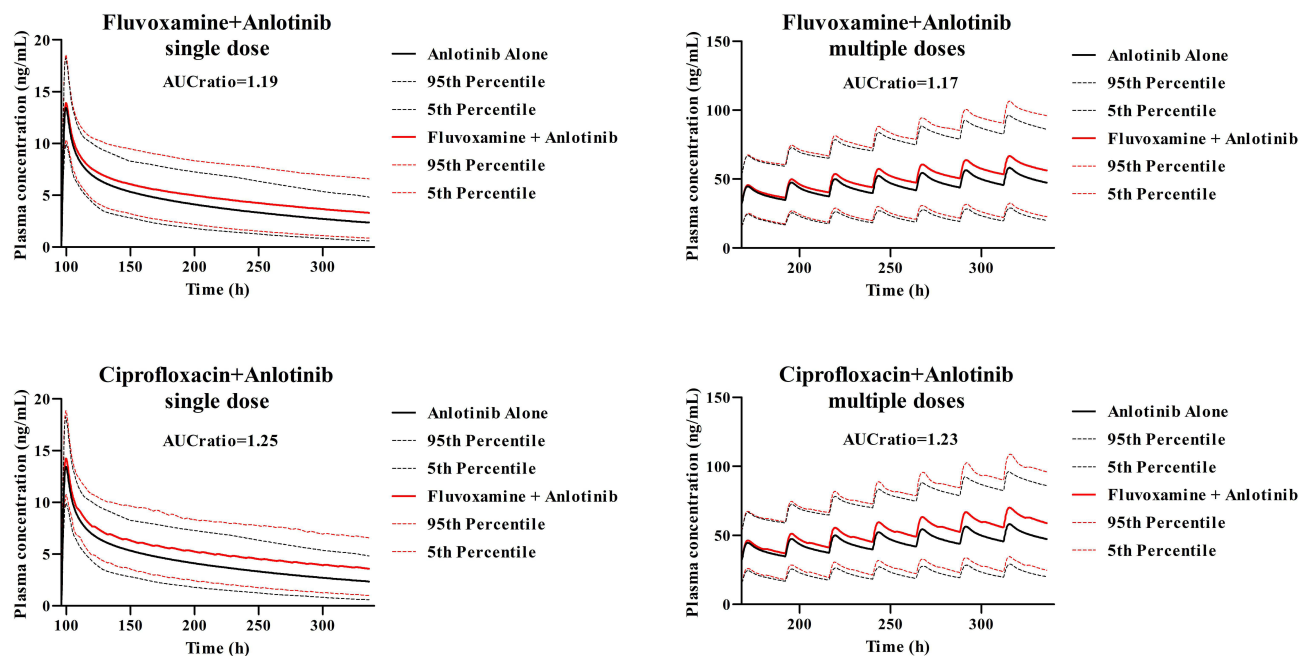 Fluvoxamine+Anlotinib
single dose
AUCratio=1.19
Plasma concentration (ng/mL)
20
15
10
5
0
100 150 200 250 300
Time (h)
Anlotinib Alone
95th Percentile
5th Percentile
Fluvoxamine + Anlotinib
95th Percentile
5th Percentile
Fluvoxamine+Anlotinib
multiple doses
AUCratio=1.17
Plasma concentration (ng/mL)
150
100
50
0
200 250 300
Time (h)
Anlotinib Alone
95th Percentile
5th Percentile
Fluvoxamine + Anlotinib
95th Percentile
5th Percentile
Ciprofloxacin+Anlotinib
single dose
AUCratio=1.25
Plasma concentration (ng/mL)
20
15
10
5
0
100 150 200 250 300
Time (h)
Anlotinib Alone
95th Percentile
5th Percentile
Fluvoxamine + Anlotinib
95th Percentile
5th Percentile
Ciprofloxacin+Anlotinib
multiple doses
AUCratio=1.23
Plasma concentration (ng/mL)
150
100
50
0
200 250 300
Time (h)
Anlotinib Alone
95th Percentile
5th Percentile
Fluvoxamine + Anlotinib
95th Percentile
5th Percentile